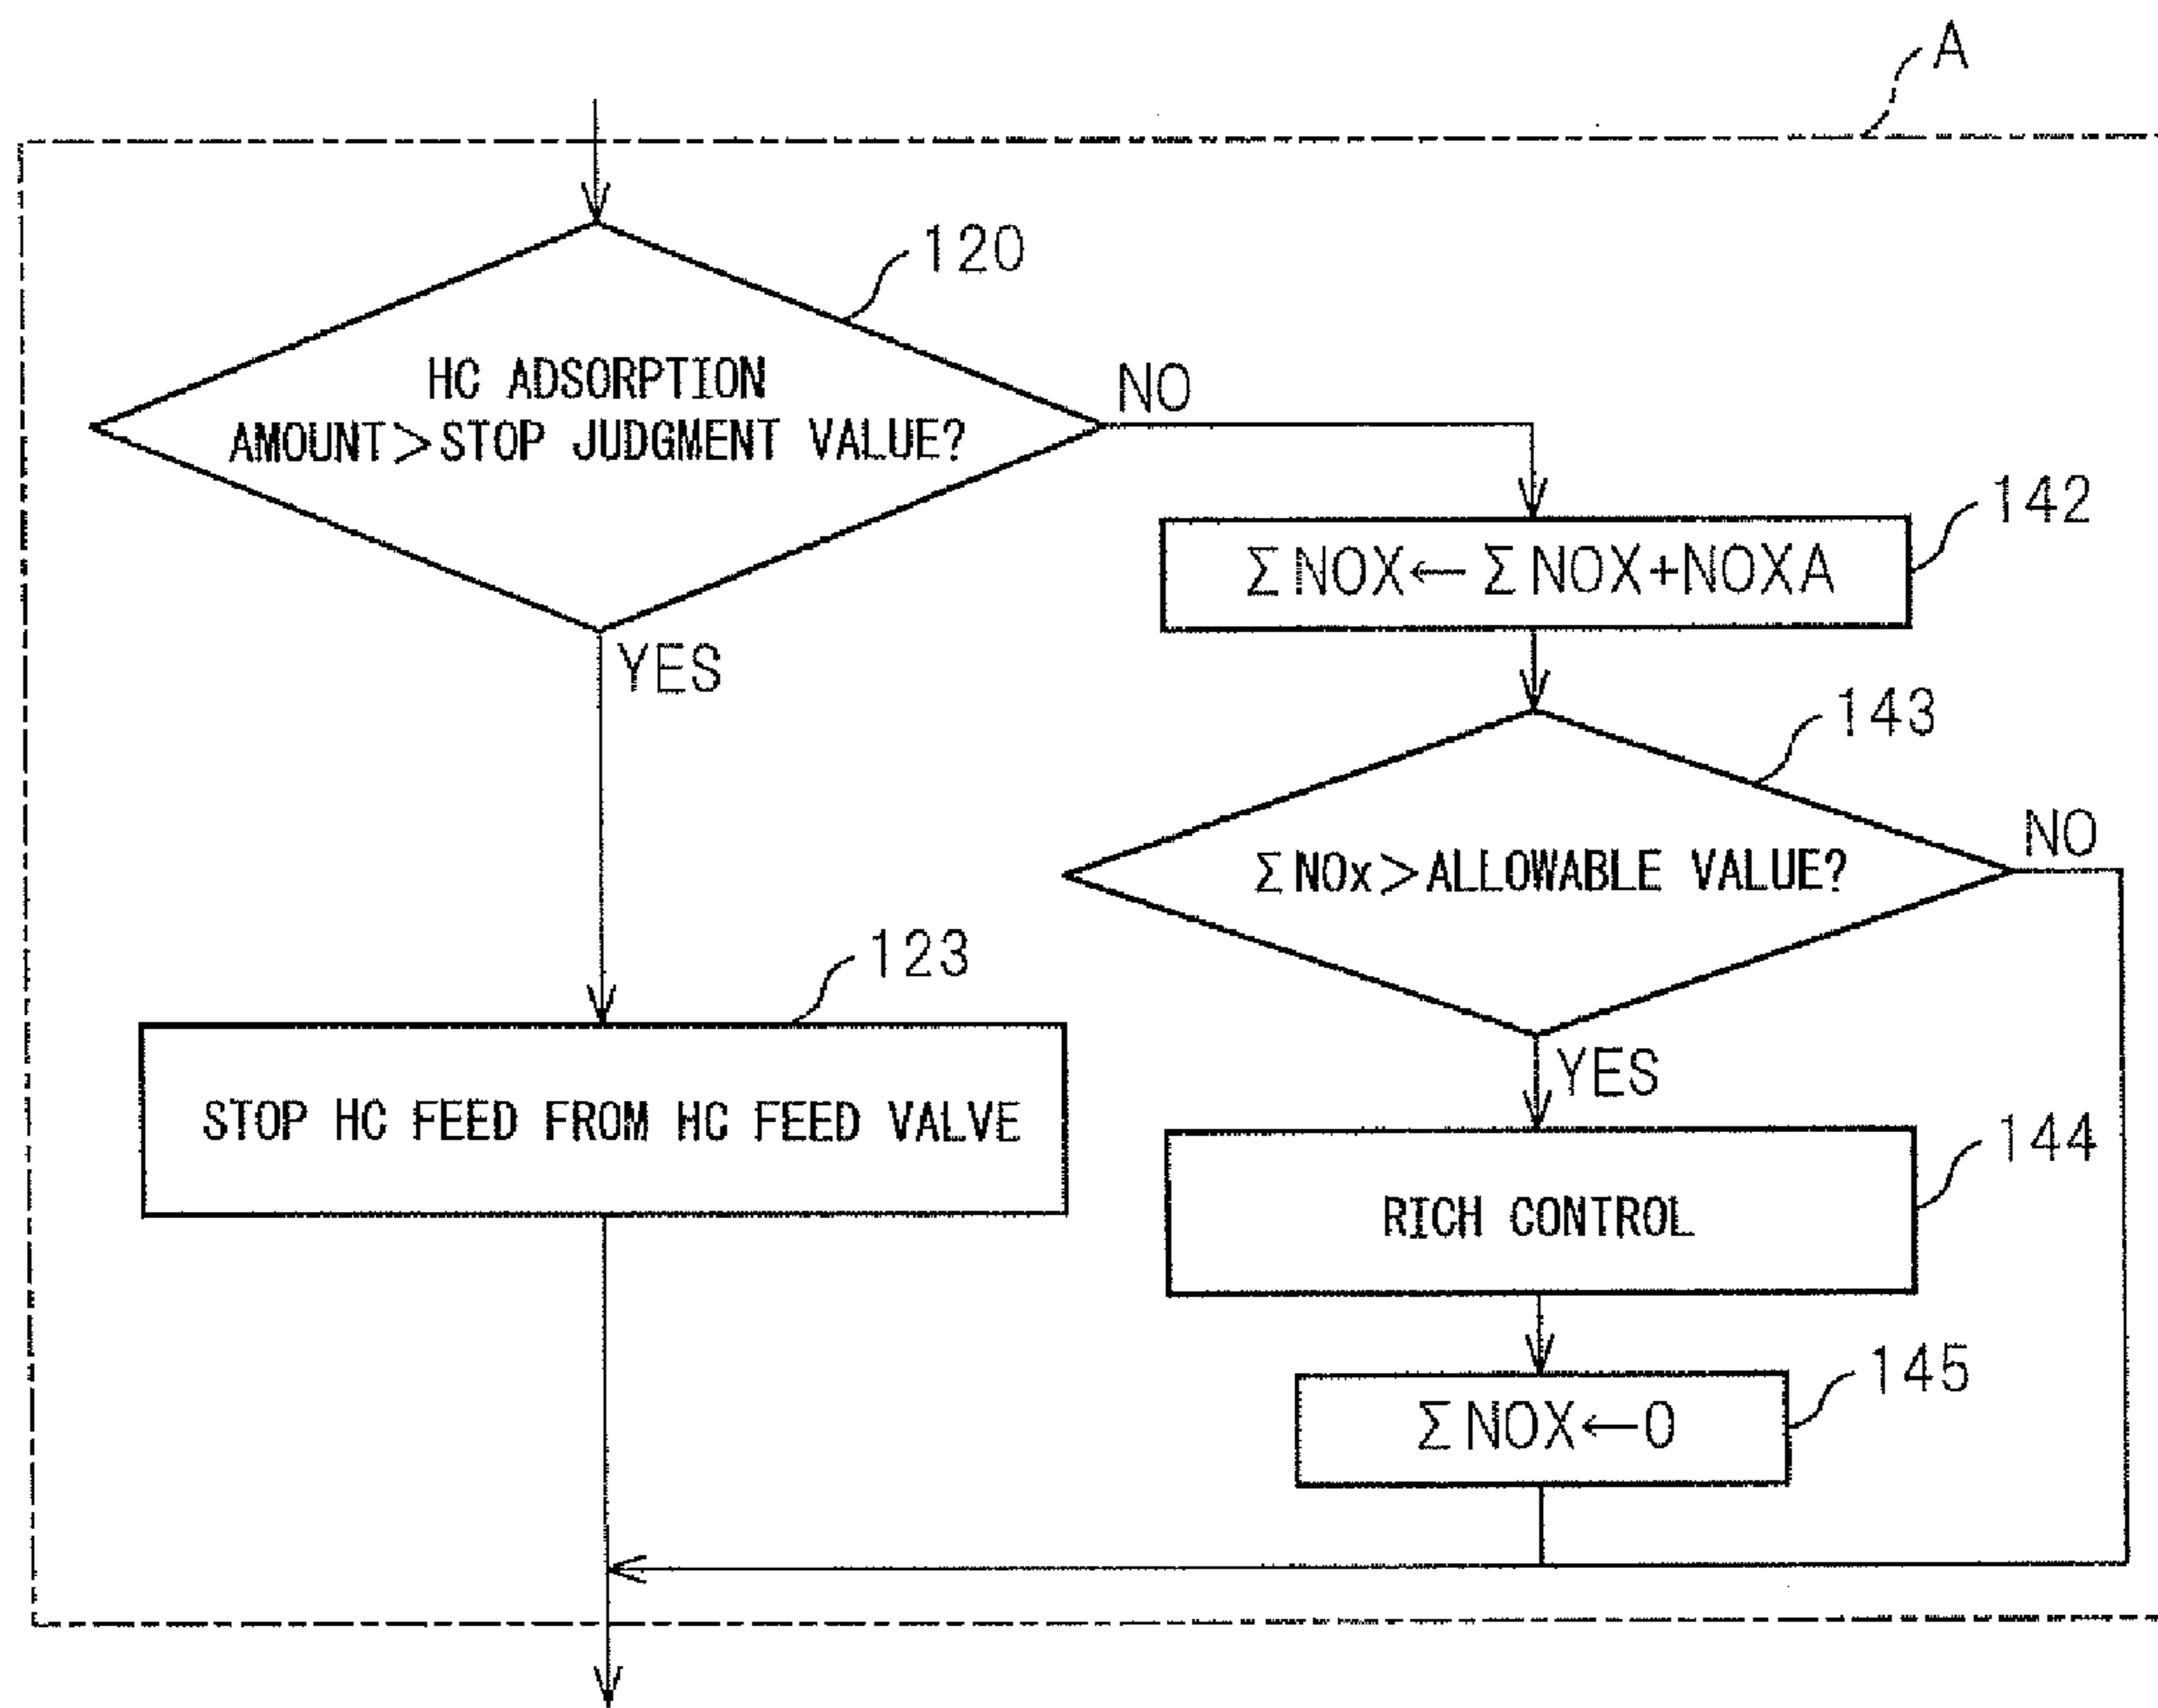 A
120
HC ADSORPTION
AMOUNT>STOP JUDGMENT VALUE?
NO
YES
142
ΣNOX←ΣNOX+NOXA
143
ΣNOx>ALLOWABLE VALUE?
NO
YES
123
STOP HC FEED FROM HC FEED VALVE
144
RICH CONTROL
145
ΣNOX←0